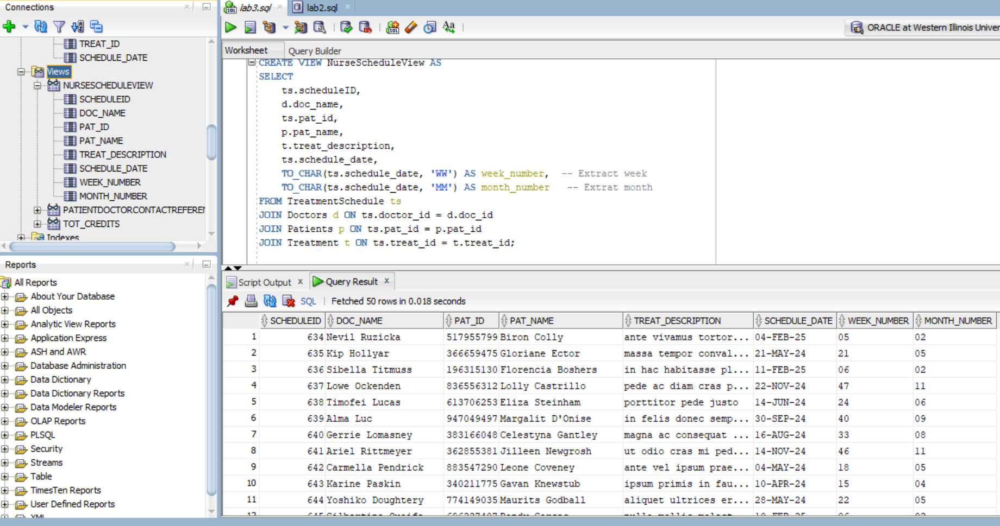 Connections
lab3.sql
lab2.sql
ORACLE at Western Illinois Univer
TREAT_ID
SCHEDULE_DATE
Views
NURSESCHEDULEVIEW
SCHEDULEID
DOC_NAME
PAT_ID
PAT_NAME
TREAT_DESCRIPTION
SCHEDULE_DATE
WEEK_NUMBER
MONTH_NUMBER
PATIENTDOCTORCONTACTREFEREN
TOT_CREDITS
Indexes
Reports
All Reports
About Your Database
All Objects
Analytic View Reports
Application Express
ASH and AWR
Database Administration
Data Dictionary
Data Dictionary Reports
Data Modeler Reports
OLAP Reports
PLSQL
Security
Streams
Table
TimesTen Reports
User Defined Reports
XML
Worksheet Query Builder
CREATE VIEW NurseScheduleView AS
SELECT
ts.scheduleID,
d.doc_name,
ts.pat_id,
p.pat_name,
t.treat_description,
ts.schedule_date,
TO_CHAR(ts.schedule_date, 'WW') AS week_number, -- Extract week
TO_CHAR(ts.schedule_date, 'MM') AS month_number -- Extrat month
FROM TreatmentSchedule ts
JOIN Doctors d ON ts.doctor_id = d.doc_id
JOIN Patients p ON ts.pat_id = p.pat_id
JOIN Treatment t ON ts.treat_id = t.treat_id;
Script Output x Query Result x
SQL | Fetched 50 rows in 0.018 seconds
SCHEDULEID DOC_NAME PAT_ID PAT_NAME TREAT_DESCRIPTION SCHEDULE_DATE WEEK_NUMBER MONTH_NUMBER
1 634 Nevil Ruzicka 517955799 Biron Colly ante vivamus tortor... 04-FEB-25 05 02
2 635 Kip Hollyar 366659475 Gloriane Ector massa tempor conval... 21-MAY-24 21 05
3 636 Sibella Titmuss 196315130 Florencia Boshers in hac habitasse pl... 11-FEB-25 06 02
4 637 Lowe Ockenden 836556312 Lolly Castrillo pede ac diam cras p... 22-NOV-24 47 11
5 638 Timofei Lucas 613706253 Eliza Steinham porttitor pede justo 14-JUN-24 24 06
6 639 Alma Luc 947049497 Margalit D'Onise in felis donec semp... 30-SEP-24 40 09
7 640 Gerrie Lomasney 383166048 Celestyna Gantley magna ac consequat ... 16-AUG-24 33 08
8 641 Ariel Rittmeyer 362855381 Jilleen Newgrosh ut odio cras mi ped... 14-NOV-24 46 11
9 642 Carmella Pendrick 883547290 Leone Coveney ante vel ipsum prae... 04-MAY-24 18 05
10 643 Karine Paskin 340211775 Gavan Knewstub ipsum primis in fau... 10-APR-24 15 04
11 644 Yoshiko Doughtery 774149035 Maurits Godball aliquet ultrices er... 28-MAY-24 22 05